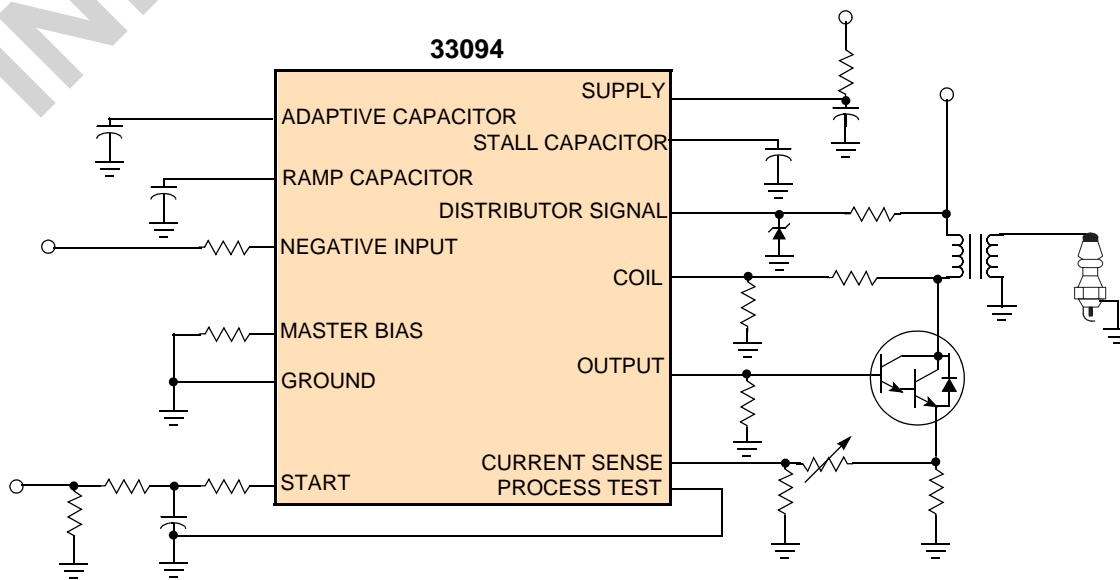 33094
SUPPLY
ADAPTIVE CAPACITOR
STALL CAPACITOR
RAMP CAPACITOR
DISTRIBUTOR SIGNAL
NEGATIVE INPUT
COIL
MASTER BIAS
OUTPUT
GROUND
CURRENT SENSE
START
PROCESS TEST